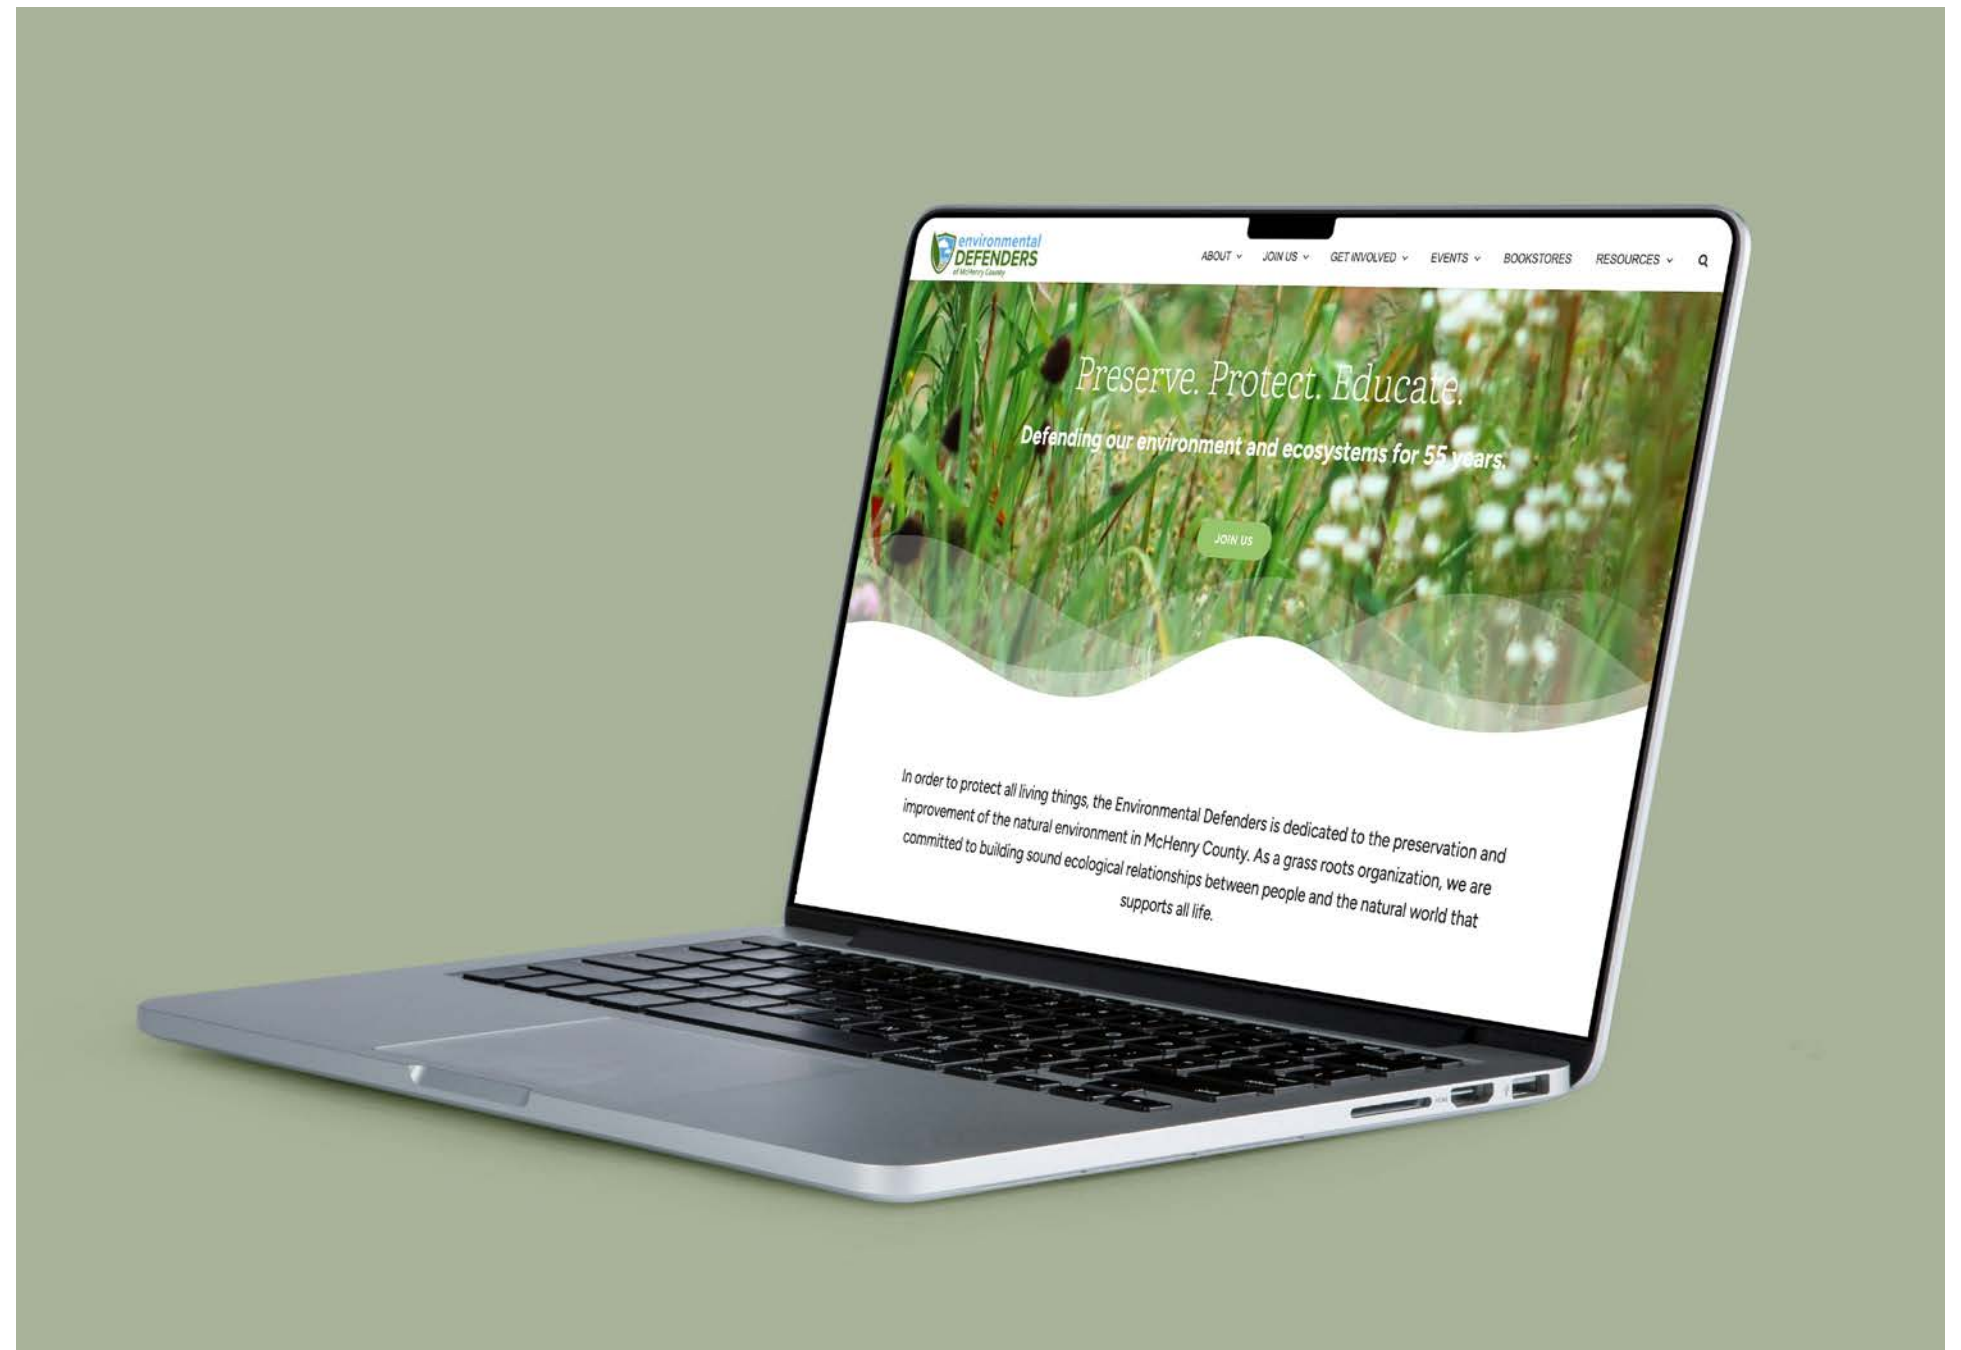 environmental
DEFENDERS
of McHenry County
ABOUT JOIN US GET INVOLVED EVENTS BOOKSTORES RESOURCES
Preserve. Protect. Educate.
Defending our environment and ecosystems for 55 years.
JOIN US
In order to protect all living things, the Environmental Defenders is dedicated to the preservation and
improvement of the natural environment in McHenry County. As a grass roots organization, we are
committed to building sound ecological relationships between people and the natural world that
supports all life.